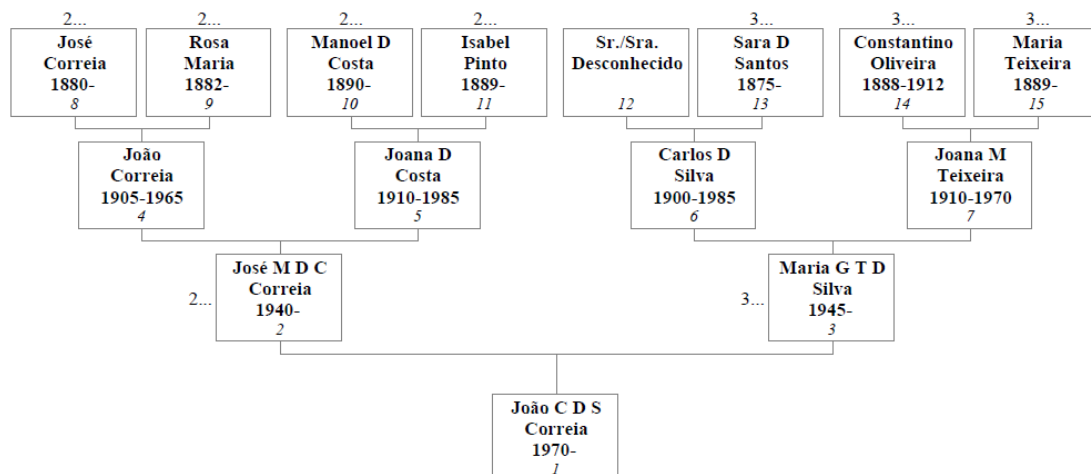 2...
2...
2...
2...
3...
3...
3...
José
Correia
1880-
8
Rosa
Maria
1882-
9
Manoel D
Costa
1890-
10
Isabel
Pinto
1889-
11
Sr./Sra.
Desconhecido
12
Sara D
Santos
1875-
13
Constantino
Oliveira
1888-1912
14
Maria
Teixeira
1889-
15
João
Correia
1905-1965
4
Joana D
Costa
1910-1985
5
Carlos D
Silva
1900-1985
6
Joana M
Teixeira
1910-1970
7
2...
José M D C
Correia
1940-
2
3...
Maria G T D
Silva
1945-
3
João C D S
Correia
1970-
1